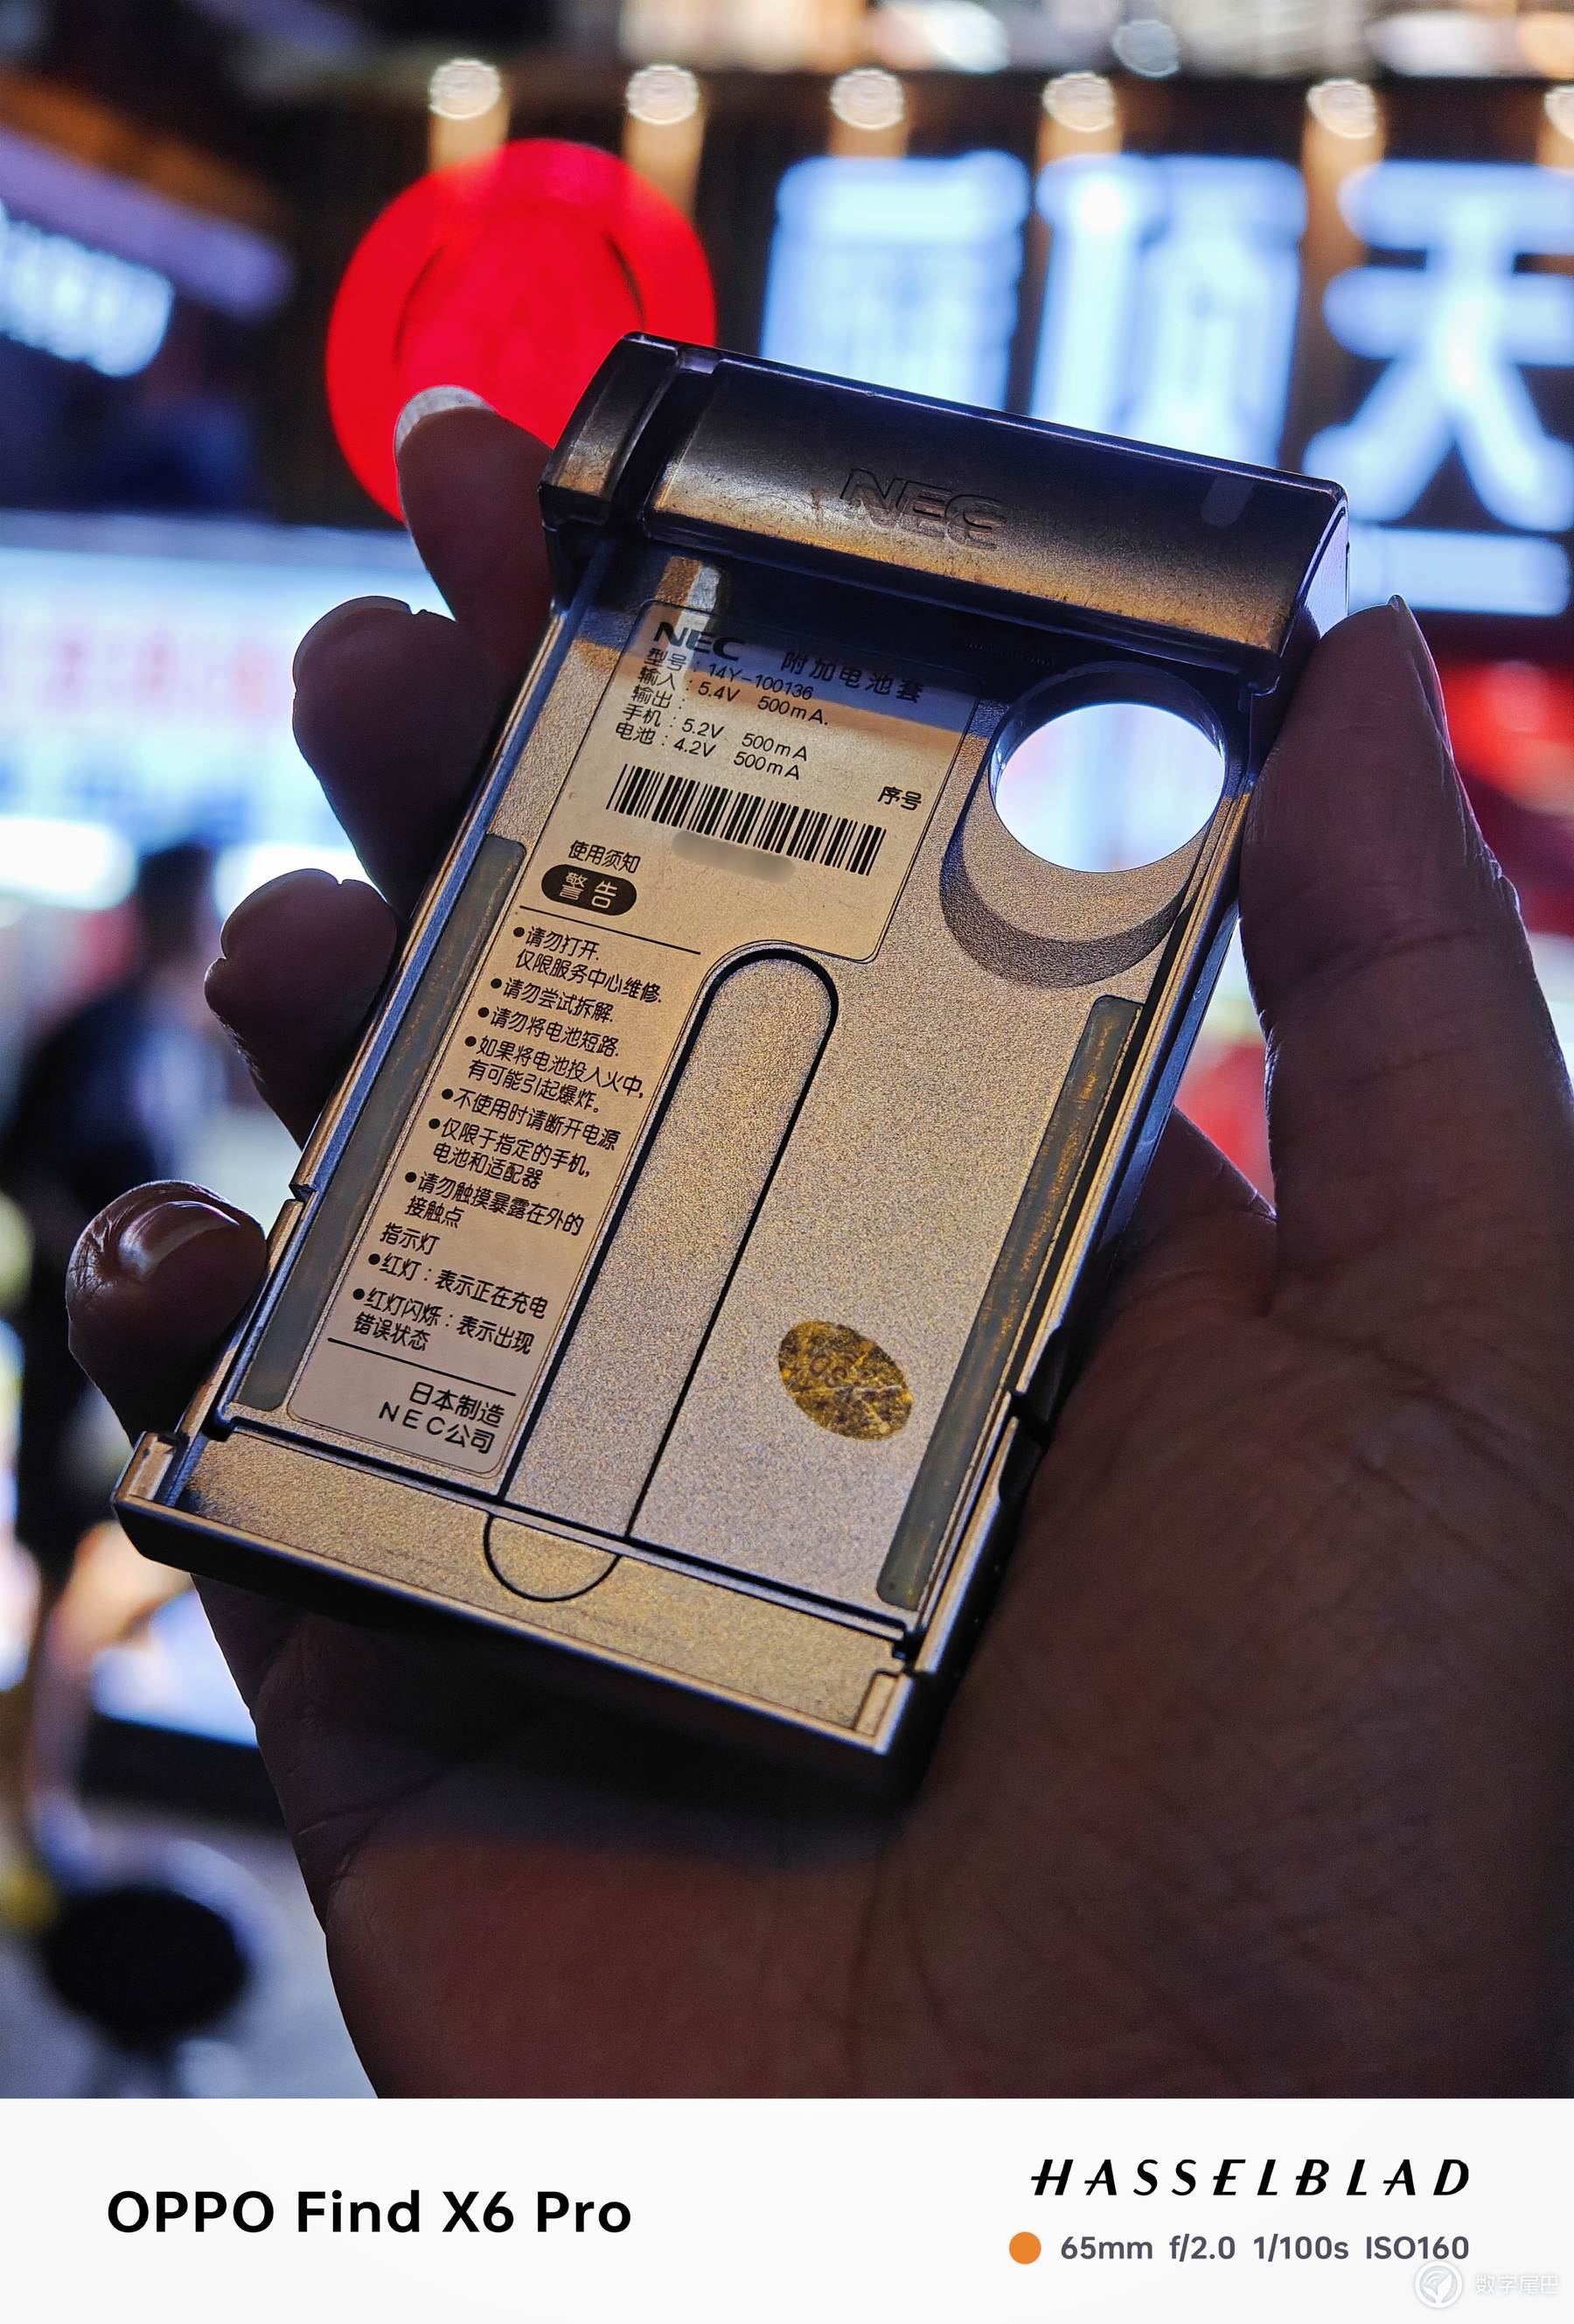 天
NEC
NEC 附加电池套
型号：14Y-100136
输入：5.4V 500mA.
输出：
手机：5.2V 500mA
电池：4.2V 500mA
序号
使用须知
警告
●请勿打开.
仅限服务中心维修.
●请勿尝试拆解.
●请勿将电池短路.
●如果将电池投入火中,
有可能引起爆炸。
●不使用时请断开电源
●仅限于指定的手机,
电池和适配器
●请勿触摸暴露在外的
接触点
指示灯
●红灯：表示正在充电
●红灯闪烁：表示出现
错误状态
日本制造
NEC公司
OPPO Find X6 Pro
HASSELBLAD
65mm f/2.0 1/100s ISO160
数字尾巴